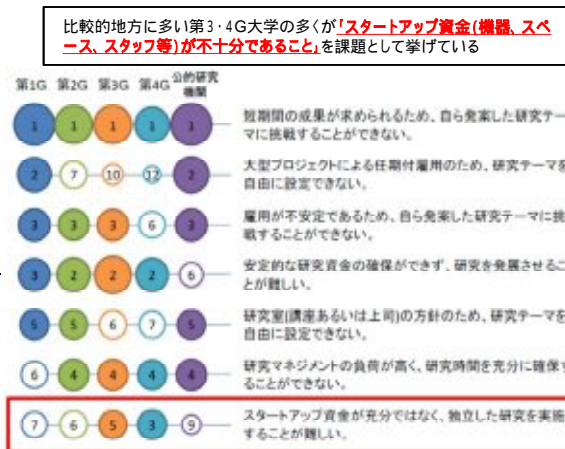 比較的地方に多い第3・4G大学の多くが「スタートアップ資金(機器、スペ
ース、スタッフ等)が不十分であること」を課題として挙げている
第1G 第2G 第3G 第4G 公的研究
機関
1 1 1 1 1 短期間の成果が求められるため、自ら発案した研究テー
マに挑戦することができない。
2 7 10 12 2 大型プロジェクトによる任期付雇用のため、研究テーマを
自由に設定できない。
3 3 3 6 3 雇用が不安定であるため、自ら発案した研究テーマに挑
戦することができない。
3 2 2 2 6 安定的な研究資金の確保ができず、研究を発展させるこ
とが難しい。
5 5 6 7 5 研究室(講座あるいは上司)の方針のため、研究テーマを
自由に設定できない。
6 4 4 4 4 研究マネジメントの負荷が高く、研究時間を充分に確保す
ることができない。
7 6 5 3 9 スタートアップ資金が充分ではなく、独立した研究を実施
することが難しい。